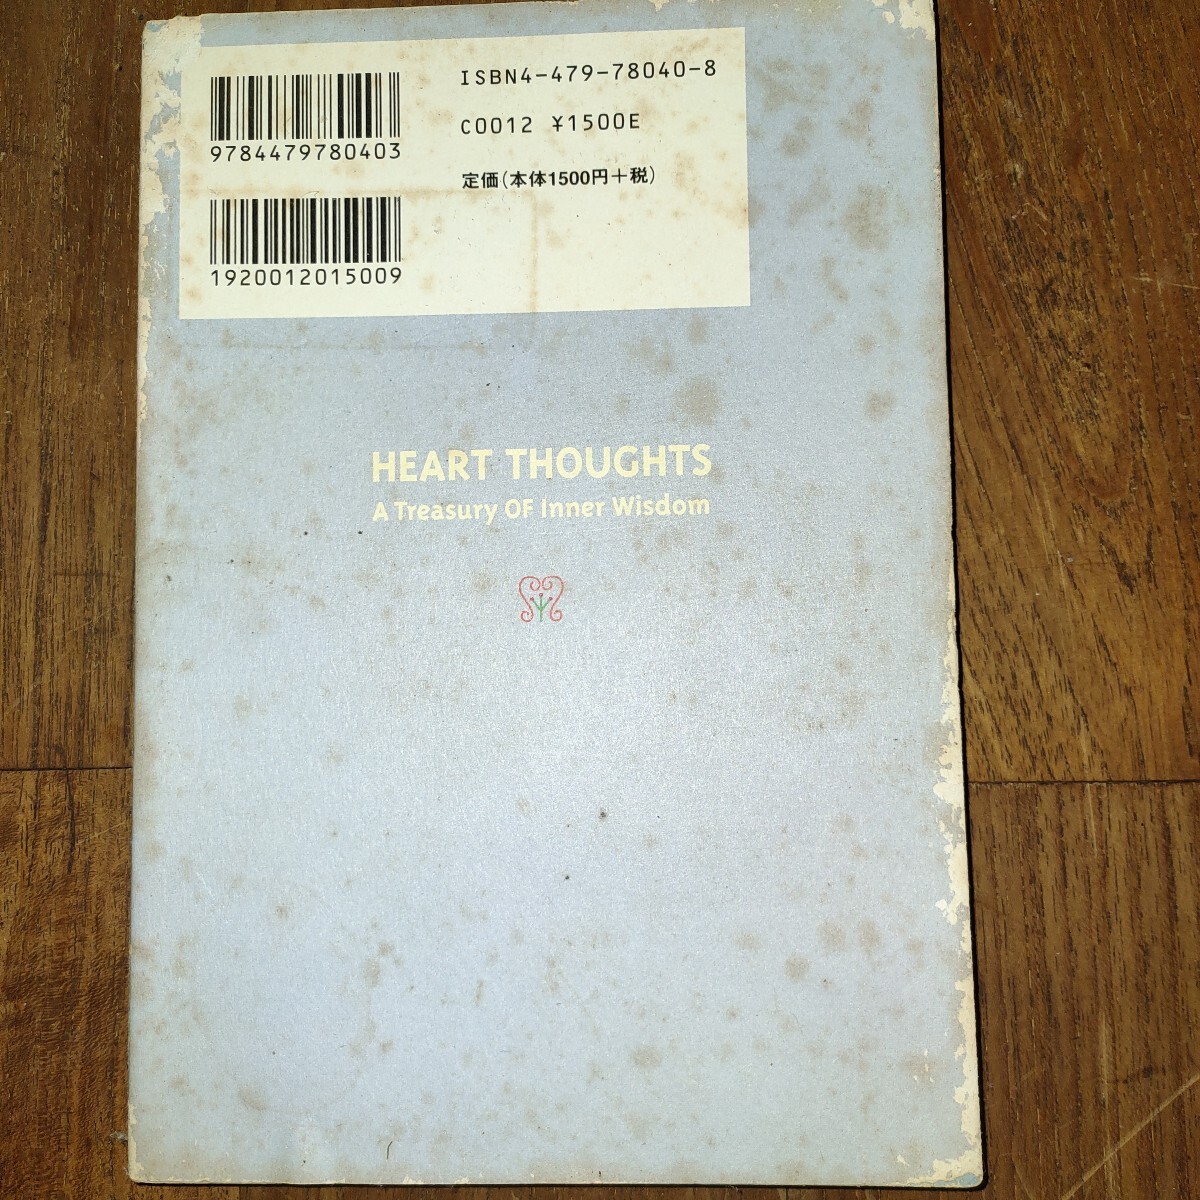 ISBN4-479-78040-8
C0012 ¥1500E
定価(本体1500円+税)
9784479780403
1920012015009
HEART THOUGHTS
A Treasury OF Inner Wisdom